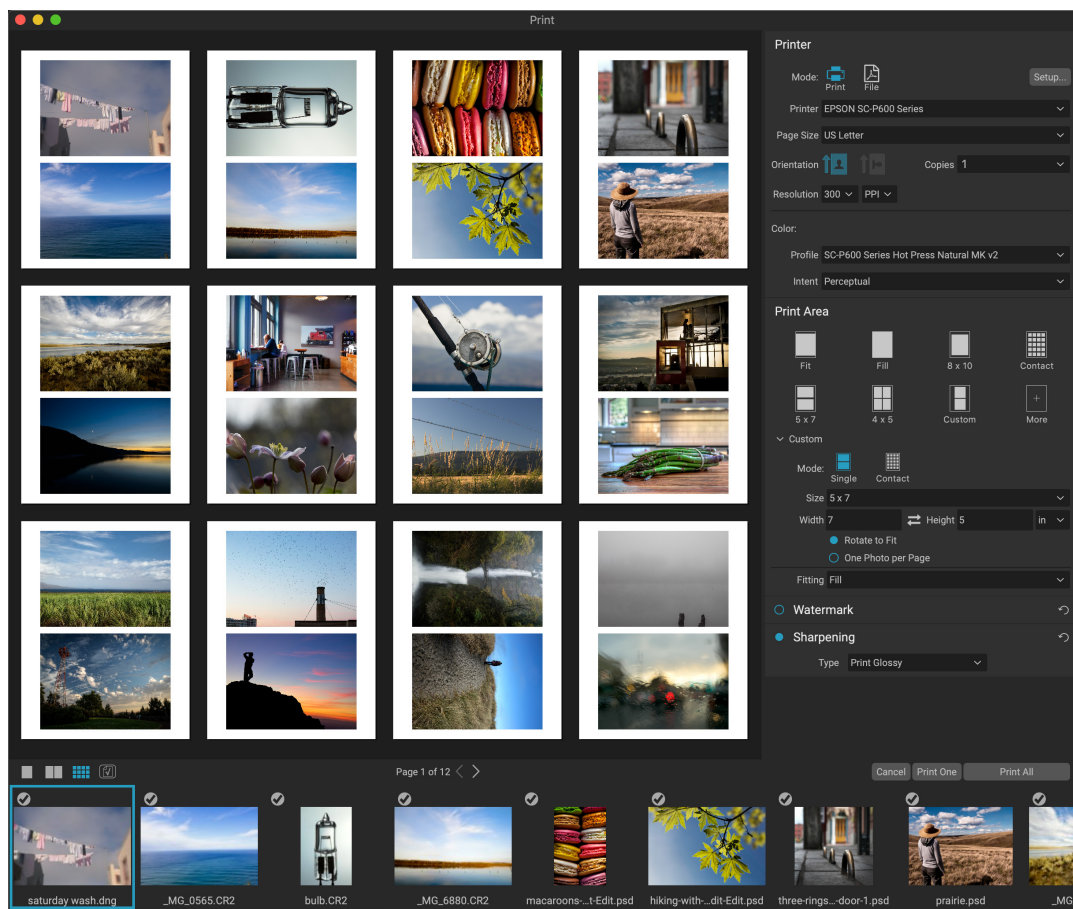 Print
Printer
Mode:
Print
File
Setup...
Printer EPSON SC-P600 Series
Page Size US Letter
Orientation
Copies 1
Resolution 300 PPI
Color:
Profile SC-P600 Series Hot Press Natural MK v2
Intent Perceptual
Print Area
Fit
Fill
8 x 10
Contact
5 x 7
4 x 5
Custom
More
Custom
Mode:
Single
Contact
Size 5 x 7
Width 7 Height 5 in
Rotate to Fit
One Photo per Page
Fitting Fill
Watermark
Sharpening
Type Print Glossy
Page 1 of 12
Cancel Print One Print All
saturday wash.dng
_MG_0565.CR2
bulb.CR2
_MG_6880.CR2
macaroons-...t-Edit.psd
hiking-with-...dit-Edit.psd
three-rings...-door-1.psd
prairie.psd
_MG